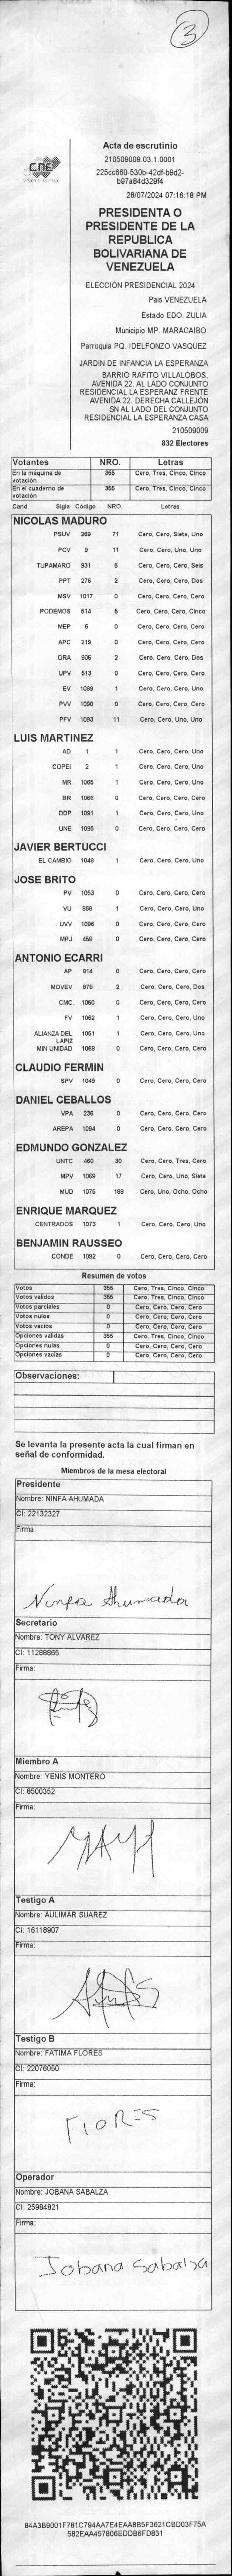 3
CNE
Acta de escrutinio
210509009.03.1.0001
225cc660-530b-42df-b9d2-
b97a84d329f4
28/07/2024 07:16:18 PM
PRESIDENTA O
PRESIDENTE DE LA
REPUBLICA
BOLIVARIANA DE
VENEZUELA
ELECCIÓN PRESIDENCIAL 2024
País VENEZUELA
Estado EDO. ZULIA
Municipio MP. MARACAIBO
Parroquia PQ. IDELFONZO VASQUEZ
JARDIN DE INFANCIA LA ESPERANZA
BARRIO RAFITO VILLALOBOS,
AVENIDA 22, AL LADO CONJUNTO
RESIDENCIAL LA ESPERANZ FRENTE
AVENIDA 22. DERECHA CALLEJÓN
SN AL LADO DEL CONJUNTO
RESIDENCIAL LA ESPERANZA CASA
210509009
832 Electores
Votantes NRO. Letras
En la máquina de votación 355 Cero, Tres, Cinco, Cinco
En el cuaderno de votación 355 Cero, Tres, Cinco, Cinco
Cand. Sigla Código NRO. Letras
NICOLAS MADURO
PSUV 269 71 Cero, Cero, Siete, Uno
PCV 9 11 Cero, Cero, Uno, Uno
TUPAMARO 931 6 Cero, Cero, Cero, Seis
PPT 276 2 Cero, Cero, Cero, Dos
MSV 1017 0 Cero, Cero, Cero, Cero
PODEMOS 514 5 Cero, Cero, Cero, Cinco
MEP 6 0 Cero, Cero, Cero, Cero
APC 219 0 Cero, Cero, Cero, Cero
ORA 906 2 Cero, Cero, Cero, Dos
UPV 513 0 Cero, Cero, Cero, Cero
EV 1089 1 Cero, Cero, Cero, Uno
PVV 1090 0 Cero, Cero, Cero, Cero
PFV 1093 11 Cero, Cero, Uno, Uno
LUIS MARTINEZ
AD 1 1 Cero, Cero, Cero, Uno
COPEI 2 1 Cero, Cero, Cero, Uno
MR 1065 1 Cero, Cero, Cero, Uno
BR 1066 0 Cero, Cero, Cero, Cero
DDP 1091 1 Cero, Cero, Cero, Uno
UNE 1095 0 Cero, Cero, Cero, Cero
JAVIER BERTUCCI
EL CAMBIO 1048 1 Cero, Cero, Cero, Uno
JOSE BRITO
PV 1053 0 Cero, Cero, Cero, Cero
VU 868 1 Cero, Cero, Cero, Uno
UVV 1096 0 Cero, Cero, Cero, Cero
MPJ 458 0 Cero, Cero, Cero, Cero
ANTONIO ECARRI
AP 814 0 Cero, Cero, Cero, Cero
MOVEV 979 2 Cero, Cero, Cero, Dos
CMC 1050 0 Cero, Cero, Cero, Cero
FV 1062 1 Cero, Cero, Cero, Uno
ALIANZA DEL LAPIZ 1051 1 Cero, Cero, Cero, Uno
MIN UNIDAD 1068 0 Cero, Cero, Cero, Cero
CLAUDIO FERMIN
SPV 1049 0 Cero, Cero, Cero, Cero
DANIEL CEBALLOS
VPA 236 0 Cero, Cero, Cero, Cero
AREPA 1094 0 Cero, Cero, Cero, Cero
EDMUNDO GONZALEZ
UNTC 460 30 Cero, Cero, Tres, Cero
MPV 1069 17 Cero, Cero, Uno, Siete
MUD 1075 188 Cero, Uno, Ocho, Ocho
ENRIQUE MARQUEZ
CENTRADOS 1073 1 Cero, Cero, Cero, Uno
BENJAMIN RAUSSEO
CONDE 1092 0 Cero, Cero, Cero, Cero
Resumen de votos
Votos 355 Cero, Tres, Cinco, Cinco
Votos validos 355 Cero, Tres, Cinco, Cinco
Votos parciales 0 Cero, Cero, Cero, Cero
Votos nulos 0 Cero, Cero, Cero, Cero
Votos vacíos 0 Cero, Cero, Cero, Cero
Opciones validas 355 Cero, Tres, Cinco, Cinco
Opciones nulas 0 Cero, Cero, Cero, Cero
Opciones vacías 0 Cero, Cero, Cero, Cero
Observaciones:
Se levanta la presente acta la cual firman en
señal de conformidad.
Miembros de la mesa electoral
Presidente
Nombre: NINFA AHUMADA
CI: 22132327
Firma:
Ninfa Ahumada
Secretario
Nombre: TONY ALVAREZ
CI: 11288865
Firma:
Miembro A
Nombre: YENIS MONTERO
CI: 8500352
Firma:
Testigo A
Nombre: AULIMAR SUAREZ
CI: 16118907
Firma:
Testigo B
Nombre: FATIMA FLORES
CI: 22076050
Firma:
FloRES
Operador
Nombre: JOBANA SABALZA
CI: 25984821
Firma:
Jobana Sabalza
84A3B9001F781C794AA7E4EAA8B5F3621CBD03F75A
582EAA457806EDDB6FD831